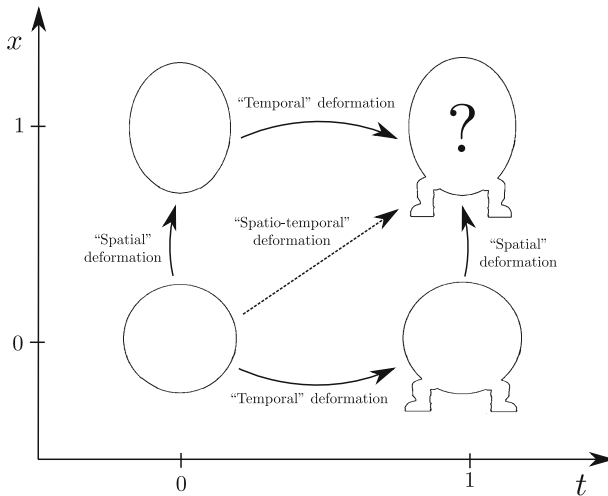 x
“Temporal” deformation
1
?
“Spatio-temporal”
deformation
“Spatial”
deformation
“Spatial”
deformation
0
“Temporal” deformation
0
1
t